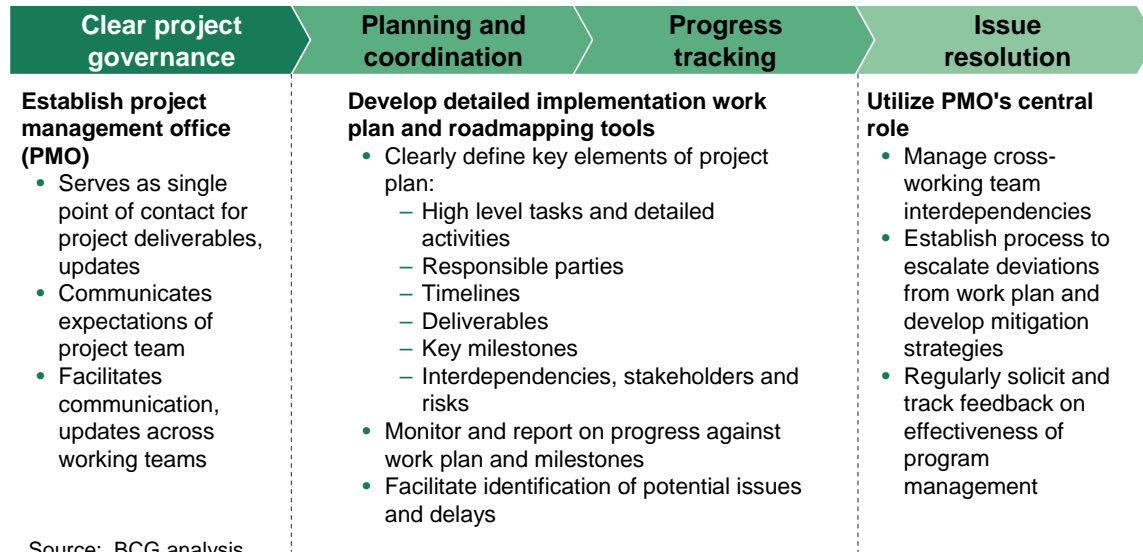 Clear project
governance
Planning and
coordination
Progress
tracking
Issue
resolution
Establish project
management office
(PMO)
• Serves as single
point of contact for
project deliverables,
updates
• Communicates
expectations of
project team
• Facilitates
communication,
updates across
working teams
Develop detailed implementation work
plan and roadmapping tools
• Clearly define key elements of project
plan:
– High level tasks and detailed
activities
– Responsible parties
– Timelines
– Deliverables
– Key milestones
– Interdependencies, stakeholders and
risks
• Monitor and report on progress against
work plan and milestones
• Facilitate identification of potential issues
and delays
Utilize PMO's central
role
• Manage cross-
working team
interdependencies
• Establish process to
escalate deviations
from work plan and
develop mitigation
strategies
• Regularly solicit and
track feedback on
effectiveness of
program
management
Source: BCG analysis